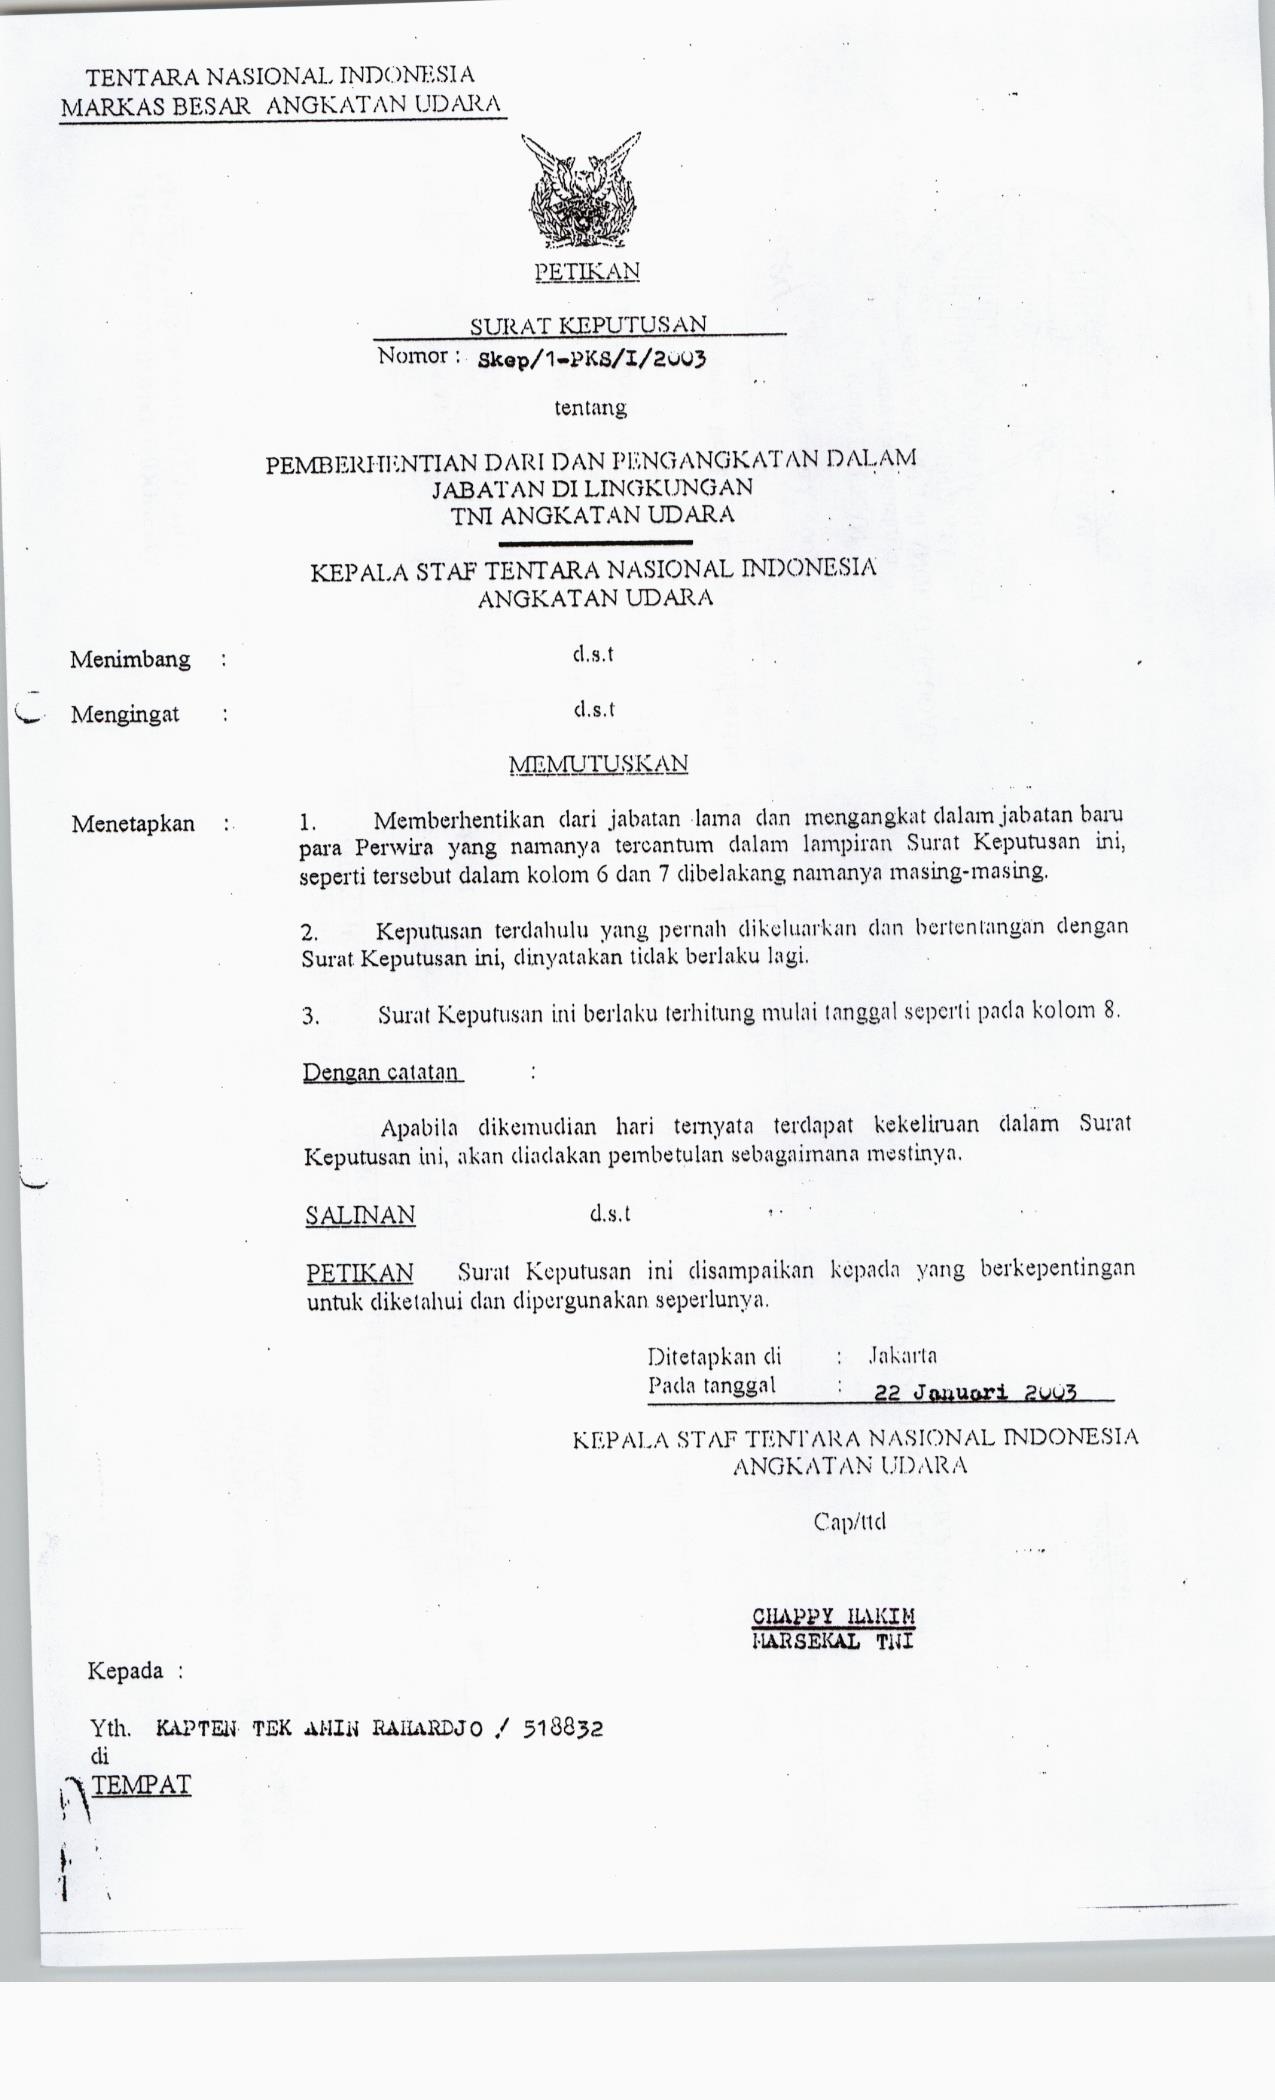 TENTARA NASIONAL INDONESIA
MARKAS BESAR ANGKATAN UDARA
PETIKAN
SURAT KEPUTUSAN
Nomor : Skep/1-PKS/I/2003
tentang
PEMBERHENTIAN DARI DAN PENGANGKATAN DALAM
JABATAN DI LINGKUNGAN
TNI ANGKATAN UDARA
KEPALA STAF TENTARA NASIONAL INDONESIA
ANGKATAN UDARA
Menimbang : d.s.t
Mengingat : d.s.t
MEMUTUSKAN
Menetapkan : 1. Memberhentikan dari jabatan lama dan mengangkat dalam jabatan baru
para Perwira yang namanya tercantum dalam lampiran Surat Keputusan ini,
seperti tersebut dalam kolom 6 dan 7 dibelakang namanya masing-masing.
2. Keputusan terdahulu yang pernah dikeluarkan dan bertentangan dengan
Surat Keputusan ini, dinyatakan tidak berlaku lagi.
3. Surat Keputusan ini berlaku terhitung mulai tanggal seperti pada kolom 8.
Dengan catatan :
Apabila dikemudian hari ternyata terdapat kekeliruan dalam Surat
Keputusan ini, akan diadakan pembetulan sebagaimana mestinya.
SALINAN d.s.t
PETIKAN Surat Keputusan ini disampaikan kepada yang berkepentingan
untuk diketahui dan dipergunakan seperlunya.
Ditetapkan di : Jakarta
Pada tanggal : 22 Januari 2003
KEPALA STAF TENTARA NASIONAL INDONESIA
ANGKATAN UDARA
Cap/ttd
CHAPPY HAKIM
MARSEKAL TNI
Kepada :
Yth. KAPTEN TEK AMIN RAHARDJO / 518832
di
TEMPAT